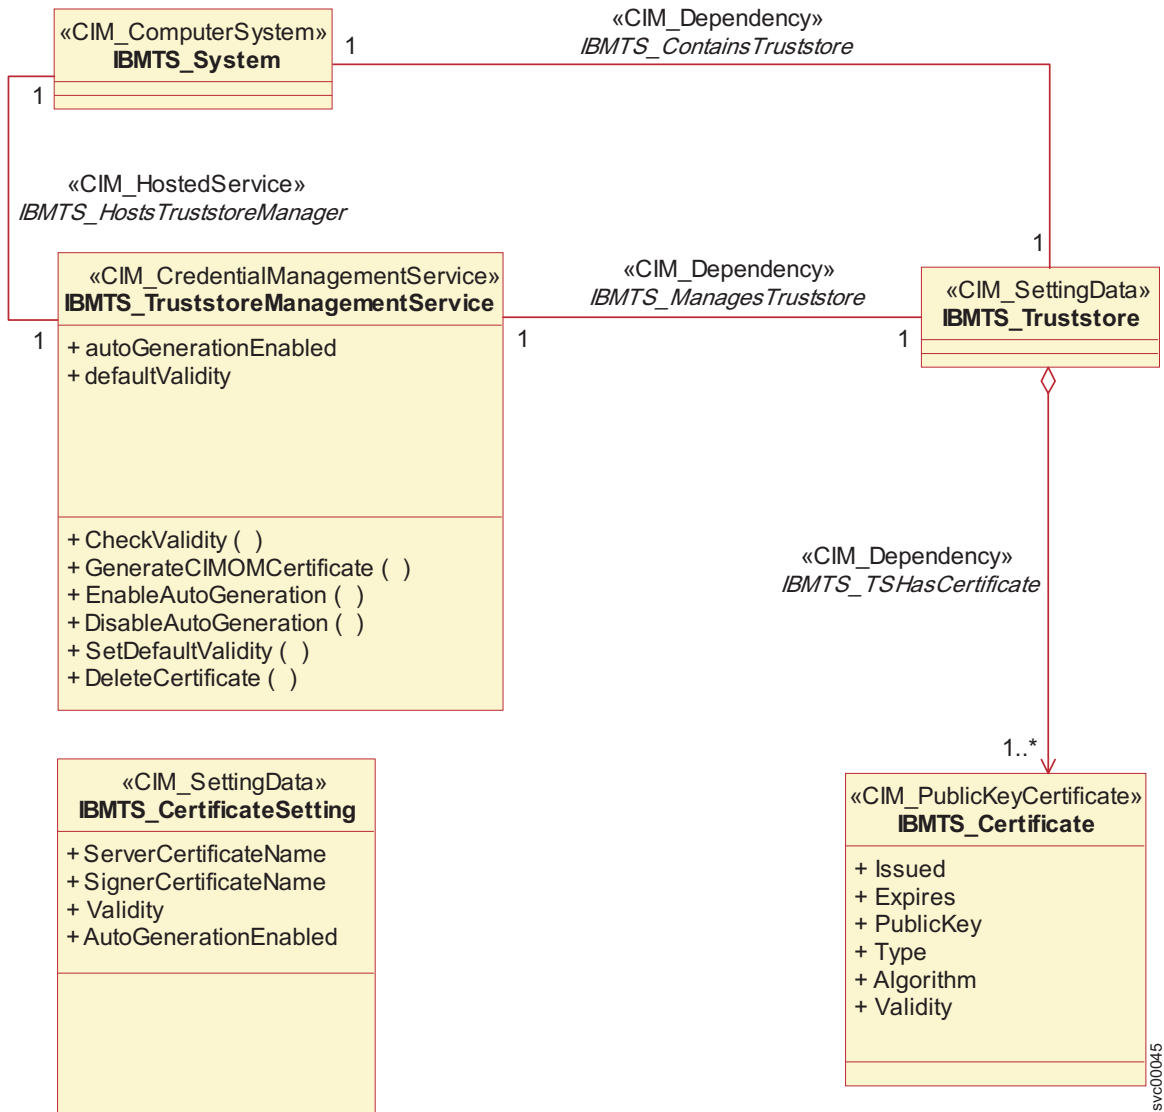 «CIM_ComputerSystem»
IBMTS_System
1
1
«CIM_Dependency»
IBMTS_ContainsTruststore
«CIM_HostedService»
IBMTS_HostsTruststoreManager
1
1
«CIM_CredentialManagementService»
IBMTS_TruststoreManagementService
+ autoGenerationEnabled
+ defaultValidity
+ CheckValidity ( )
+ GenerateCIMOMCertificate ( )
+ EnableAutoGeneration ( )
+ DisableAutoGeneration ( )
+ SetDefaultValidity ( )
+ DeleteCertificate ( )
1
«CIM_Dependency»
IBMTS_ManagesTruststore
1
«CIM_SettingData»
IBMTS_Truststore
«CIM_Dependency»
IBMTS_TSHasCertificate
1..*
«CIM_SettingData»
IBMTS_CertificateSetting
+ ServerCertificateName
+ SignerCertificateName
+ Validity
+ AutoGenerationEnabled
«CIM_PublicKeyCertificate»
IBMTS_Certificate
+ Issued
+ Expires
+ PublicKey
+ Type
+ Algorithm
+ Validity
svc00045